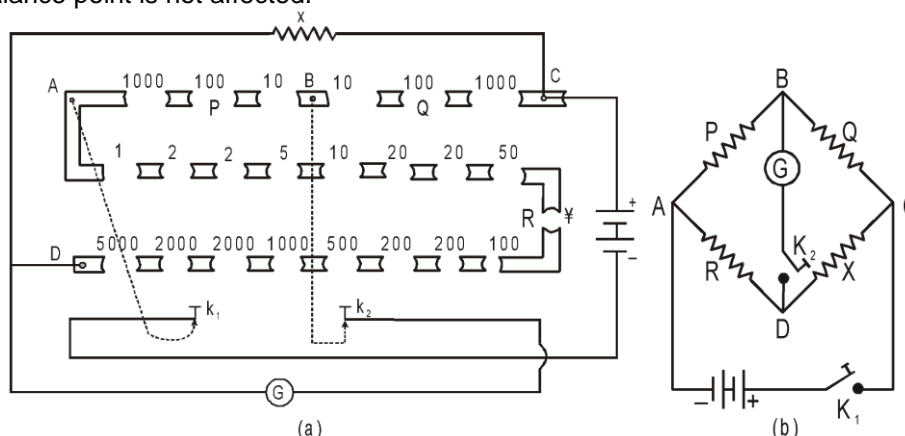 alance point is not affected.
x
A 1000 100 10 B 10 100 1000 C
P Q
1 2 2 5 10 20 20 50
R ¥
D 5000 2000 2000 1000 500 200 200 100
+
–
k₁ k₂
G
(a)
B
P Q
G
A
R K₂ X
D
– + K₁
(b)